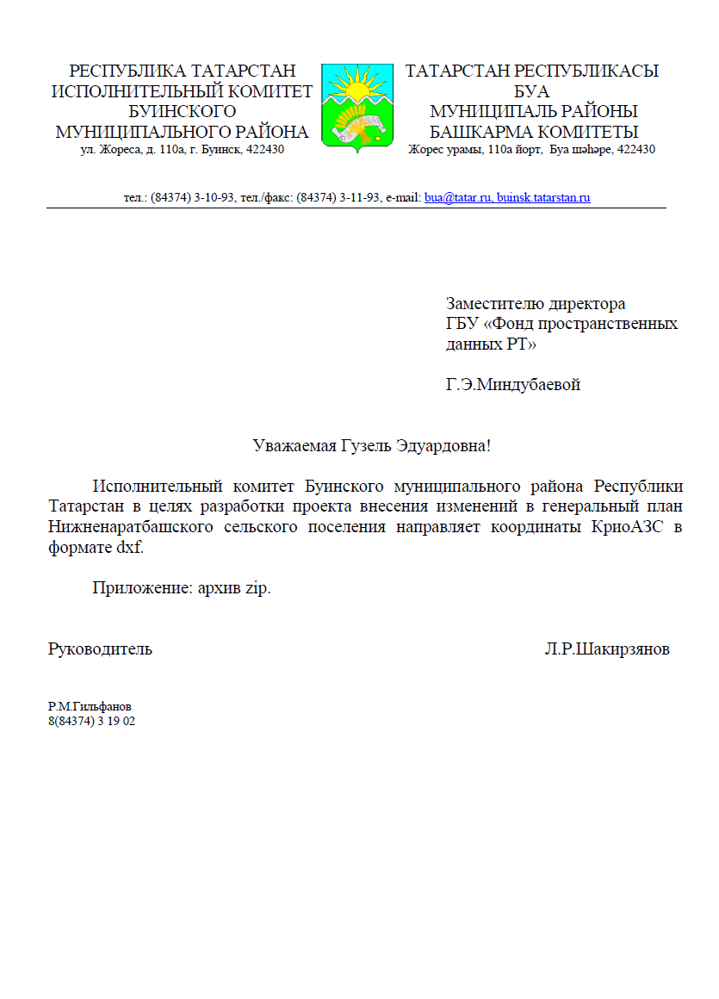 РЕСПУБЛИКА ТАТАРСТАН
ИСПОЛНИТЕЛЬНЫЙ КОМИТЕТ
БУИНСКОГО
МУНИЦИПАЛЬНОГО РАЙОНА
ул. Жореса, д. 110а, г. Буинск, 422430
ТАТАРСТАН РЕСПУБЛИКАСЫ
БУА
МУНИЦИПАЛЬ РАЙОНЫ
БАШКАРМА КОМИТЕТЫ
Жорес урамы, 110а йорт, Буа шәһәре, 422430
тел.: (84374) 3-10-93, тел./факс: (84374) 3-11-93, e-mail: bua@tatar.ru, buinsk.tatarstan.ru
Заместителю директора
ГБУ «Фонд пространственных
данных РТ»
Г.Э.Миндубаевой
Уважаемая Гузель Эдуардовна!
Исполнительный комитет Буинского муниципального района Республики
Татарстан в целях разработки проекта внесения изменений в генеральный план
Нижненаратбашского сельского поселения направляет координаты КриоАЗС в
формате dxf.
Приложение: архив zip.
Руководитель Л.Р.Шакирзянов
Р.М.Гильфанов
8(84374) 3 19 02